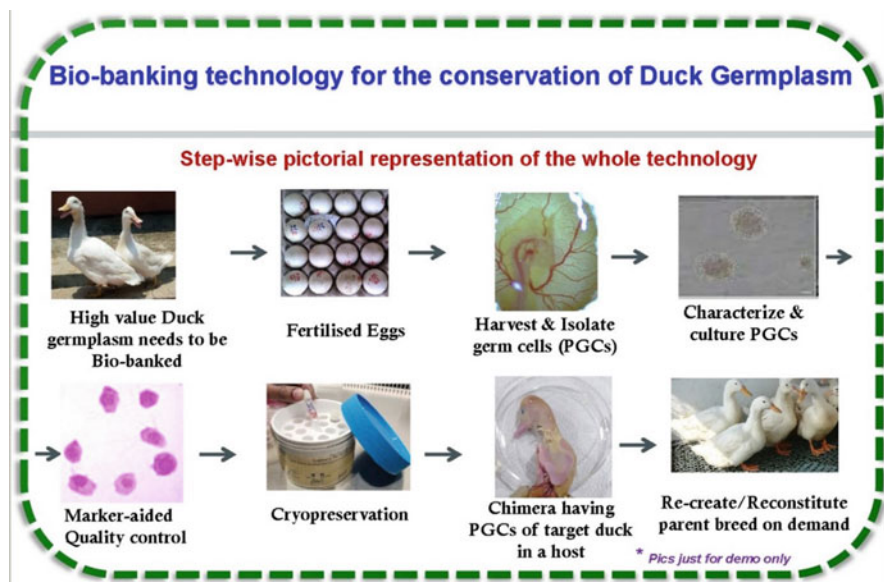 Bio-banking technology for the conservation of Duck Germplasm
Step-wise pictorial representation of the whole technology
High value Duck
germplasm needs to be
Bio-banked
Fertilised Eggs
Harvest & Isolate
germ cells (PGCs)
Characterize &
culture PGCs
Marker-aided
Quality control
Cryopreservation
Chimera having
PGCs of target duck
in a host
Re-create/Reconstitute
parent breed on demand
* Pics just for demo only